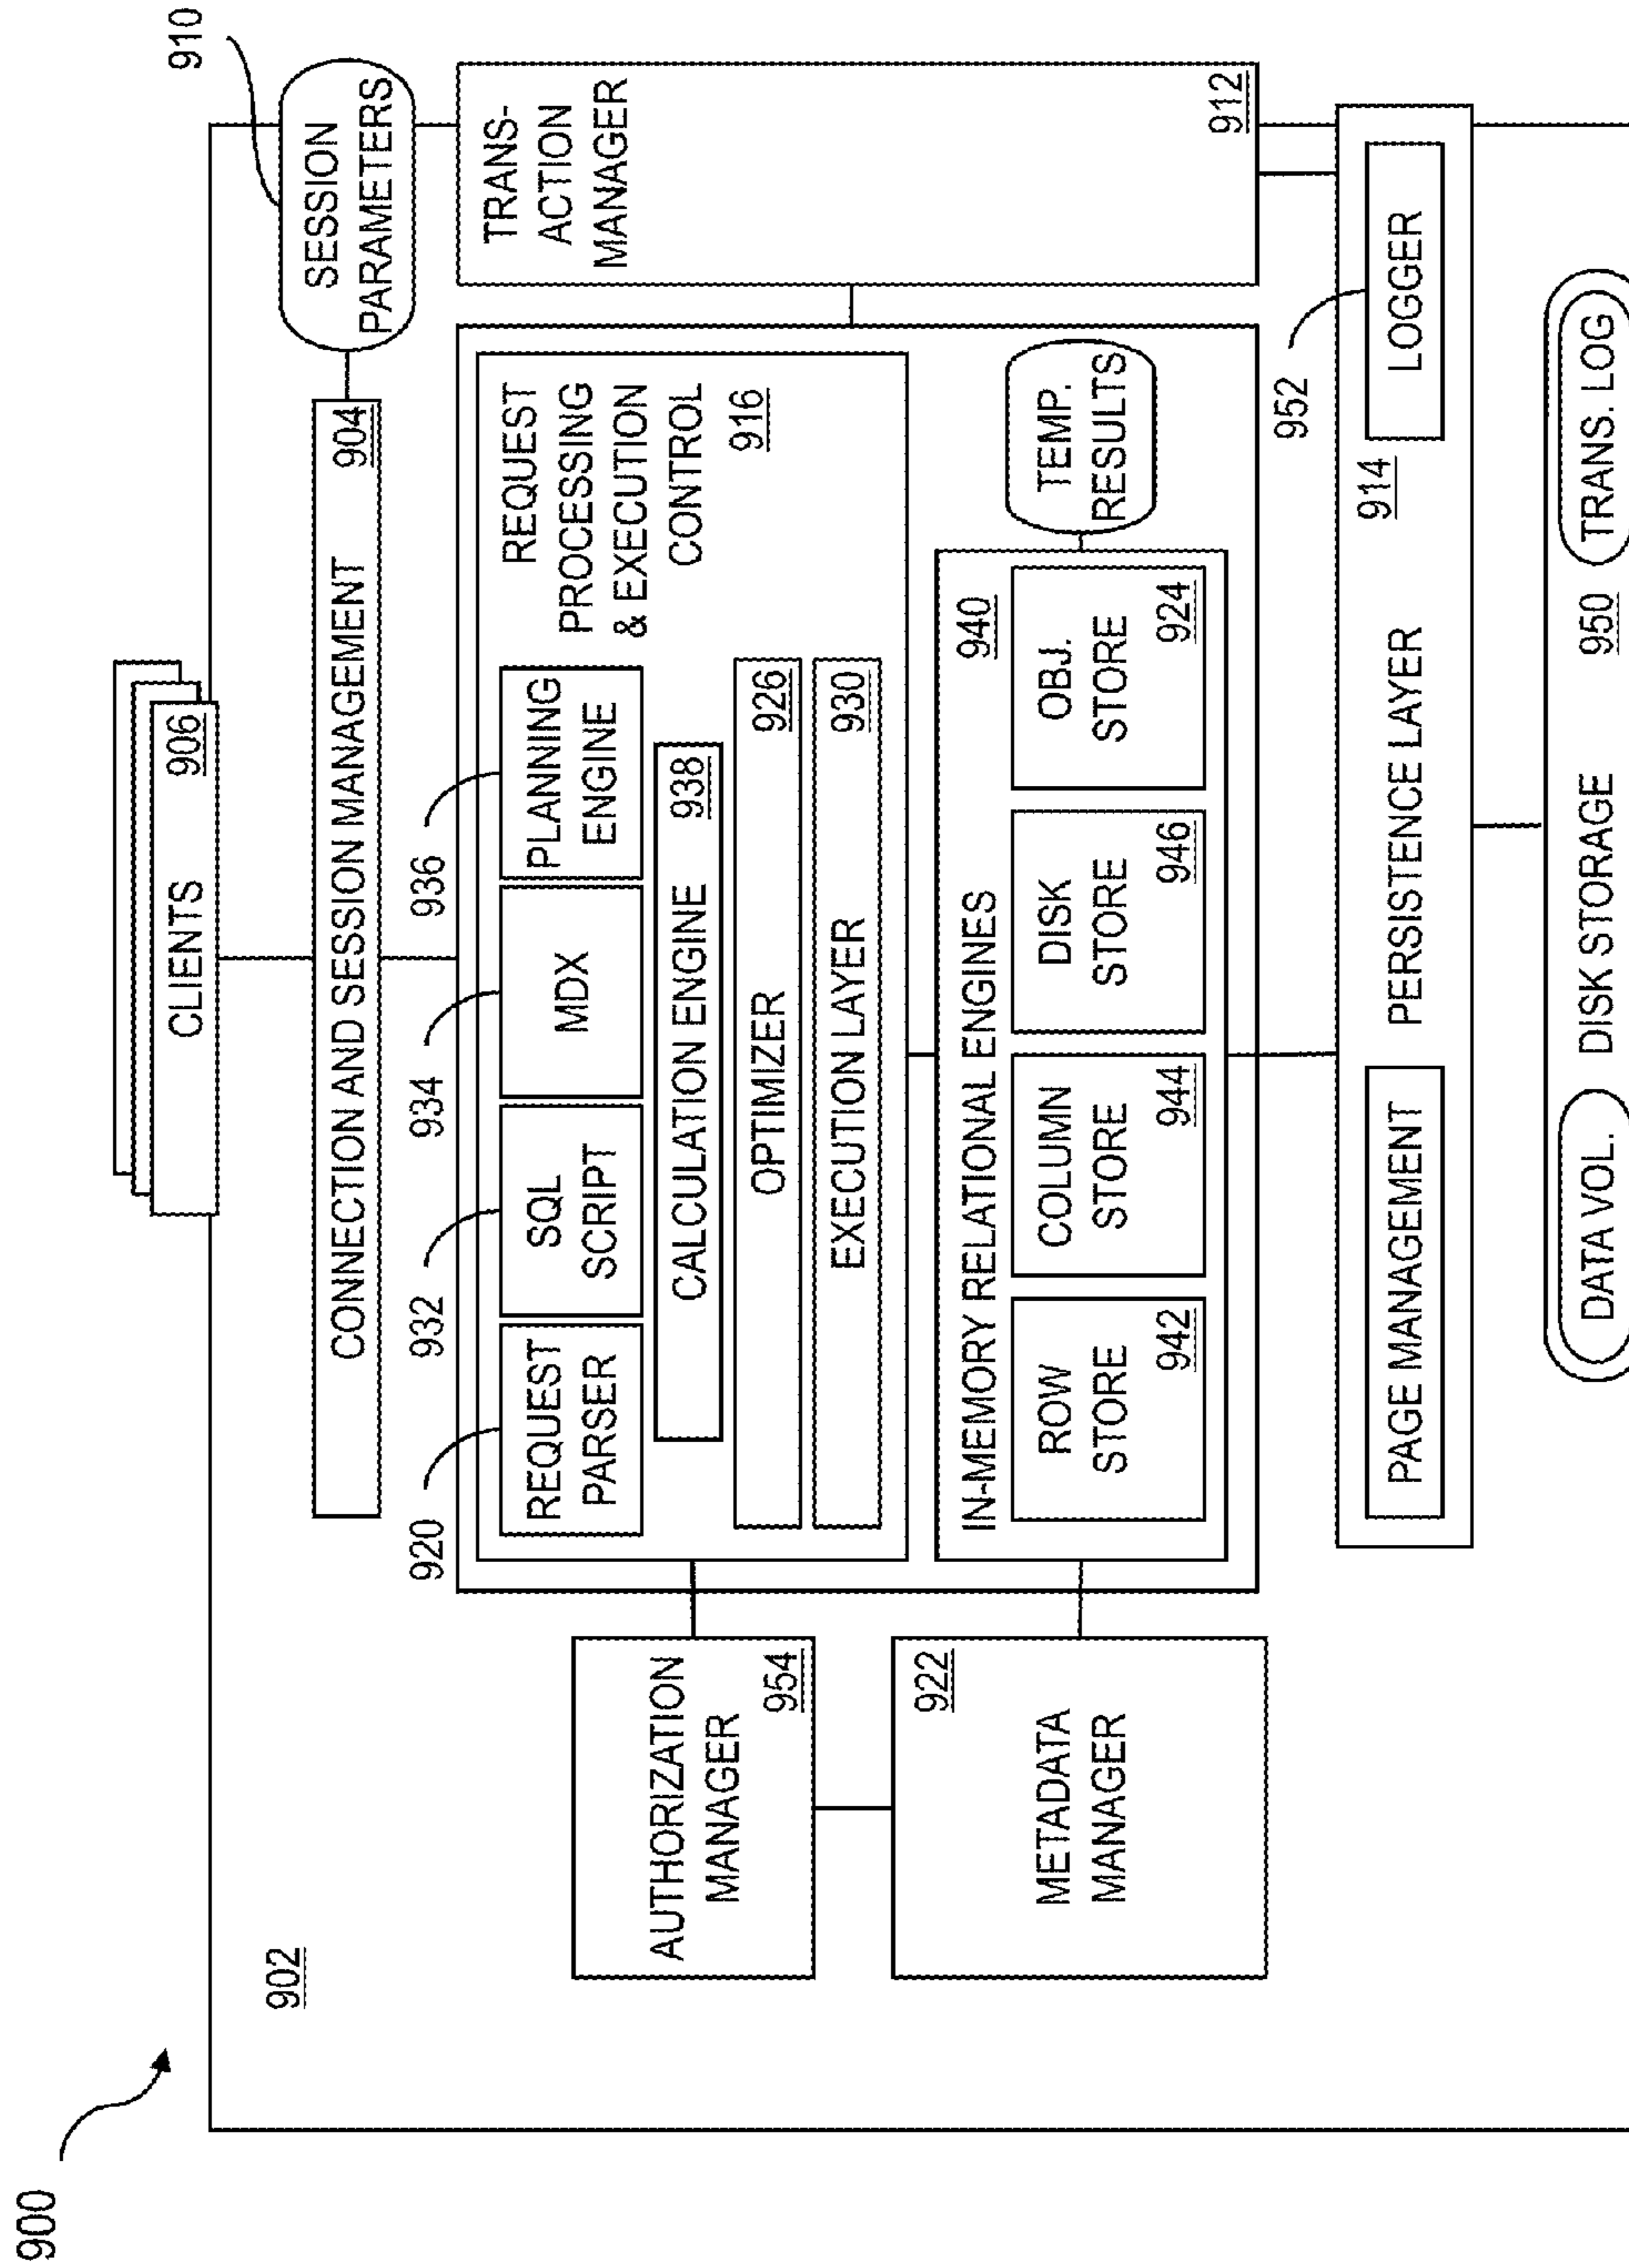 900
902
CLIENTS
906
910
SESSION
PARAMETERS
CONNECTION AND SESSION MANAGEMENT
904
920
932
934
936
REQUEST
PARSER
SQL
SCRIPT
MDX
PLANNING
ENGINE
REQUEST
PROCESSING
& EXECUTION
CONTROL
916
CALCULATION ENGINE
938
OPTIMIZER
926
EXECUTION LAYER
930
TRANS-
ACTION
MANAGER
912
AUTHORIZATION
MANAGER
954
922
METADATA
MANAGER
IN-MEMORY RELATIONAL ENGINES
940
ROW
STORE
942
COLUMN
STORE
944
DISK
STORE
946
OBJ.
STORE
924
TEMP.
RESULTS
952
PAGE MANAGEMENT
PERSISTENCE LAYER
914
LOGGER
DATA VOL.
DISK STORAGE
950
TRANS. LOG